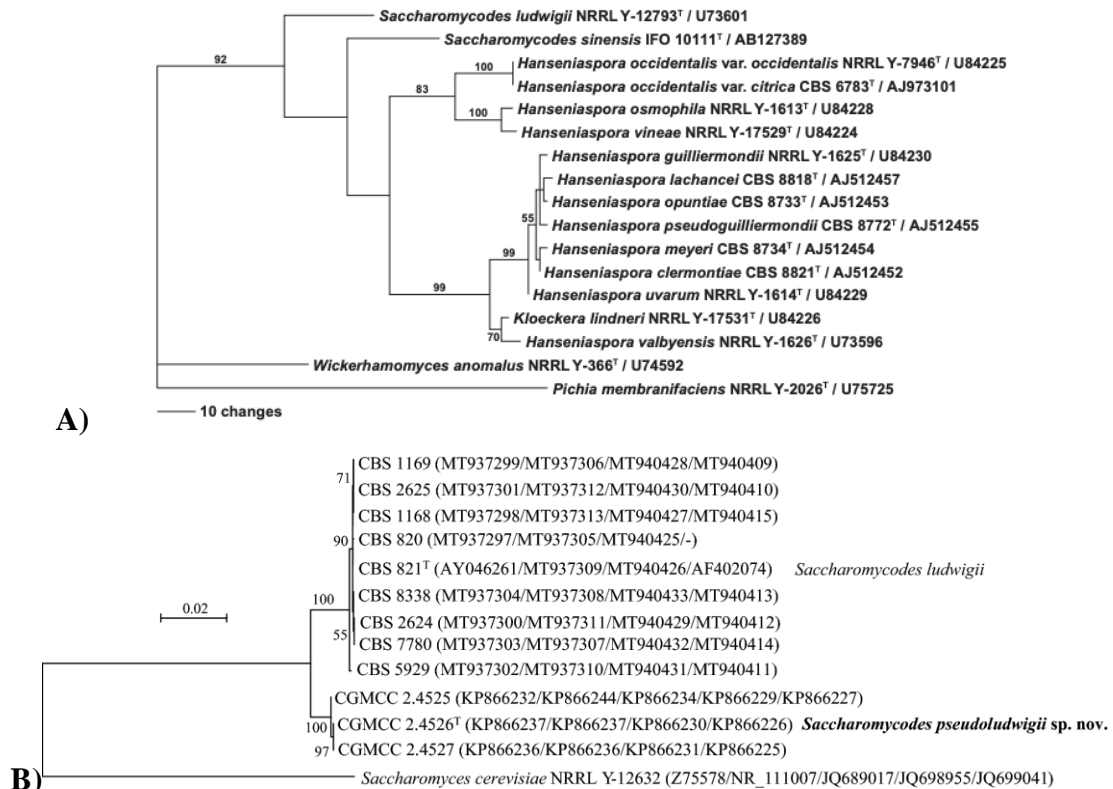 Saccharomycodes ludwigii NRRL Y-12793ᵀ / U73601
92
Saccharomycodes sinensis IFO 10111ᵀ / AB127389
100
Hanseniaspora occidentalis var. occidentalis NRRL Y-7946ᵀ / U84225
83
Hanseniaspora occidentalis var. citrica CBS 6783ᵀ / AJ973101
100
Hanseniaspora osmophila NRRL Y-1613ᵀ / U84228
Hanseniaspora vineae NRRL Y-17529ᵀ / U84224
Hanseniaspora guilliermondii NRRL Y-1625ᵀ / U84230
Hanseniaspora lachancei CBS 8818ᵀ / AJ512457
Hanseniaspora opuntiae CBS 8733ᵀ / AJ512453
55
Hanseniaspora pseudoguilliermondii CBS 8772ᵀ / AJ512455
Hanseniaspora meyeri CBS 8734ᵀ / AJ512454
99
Hanseniaspora clermontiae CBS 8821ᵀ / AJ512452
99
Hanseniaspora uvarum NRRL Y-1614ᵀ / U84229
Kloeckera lindneri NRRL Y-17531ᵀ / U84226
70
Hanseniaspora valbyensis NRRL Y-1626ᵀ / U73596
Wickerhamomyces anomalus NRRL Y-366ᵀ / U74592
Pichia membranifaciens NRRL Y-2026ᵀ / U75725
10 changes
A)
CBS 1169 (MT937299/MT937306/MT940428/MT940409)
71
CBS 2625 (MT937301/MT937312/MT940430/MT940410)
CBS 1168 (MT937298/MT937313/MT940427/MT940415)
90
CBS 820 (MT937297/MT937305/MT940425/-)
CBS 821ᵀ (AY046261/MT937309/MT940426/AF402074) Saccharomycodes ludwigii
100
CBS 8338 (MT937304/MT937308/MT940433/MT940413)
0.02
CBS 2624 (MT937300/MT937311/MT940429/MT940412)
55
CBS 7780 (MT937303/MT937307/MT940432/MT940414)
CBS 5929 (MT937302/MT937310/MT940431/MT940411)
CGMCC 2.4525 (KP866232/KP866244/KP866234/KP866229/KP866227)
100
CGMCC 2.4526ᵀ (KP866237/KP866237/KP866230/KP866226) Saccharomycodes pseudoludwigii sp. nov.
97
CGMCC 2.4527 (KP866236/KP866236/KP866231/KP866225)
B)
Saccharomyces cerevisiae NRRL Y-12632 (Z75578/NR_111007/JQ689017/JQ698955/JQ699041)